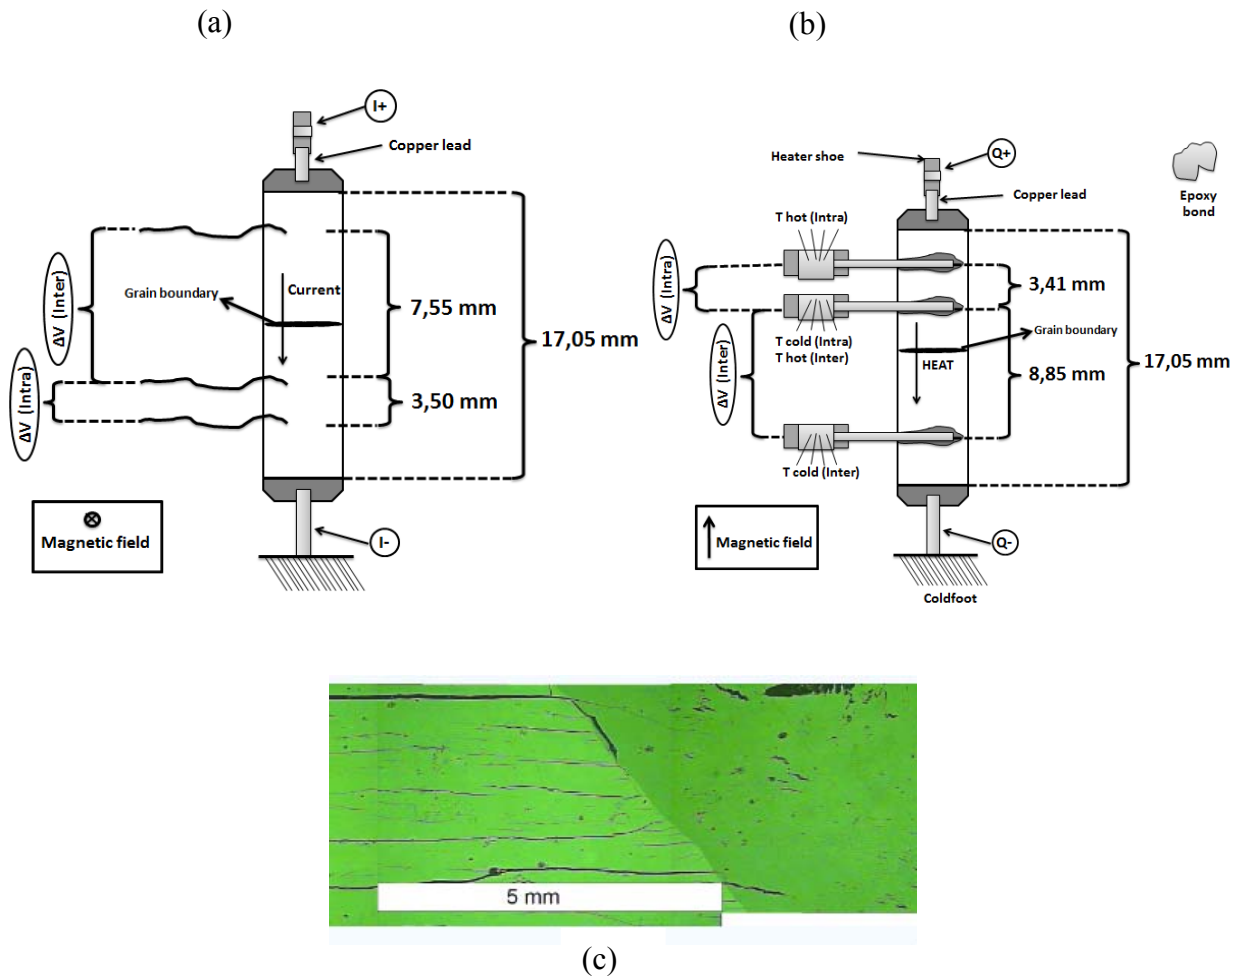 (a)
I+
Copper lead
ΔV (Inter)
Grain boundary
Current
7,55 mm
17,05 mm
ΔV (Intra)
3,50 mm
Magnetic field
I-
(b)
Heater shoe
Q+
Copper lead
Epoxy
bond
T hot (Intra)
ΔV (Intra)
3,41 mm
T cold (Intra)
T hot (Inter)
Grain boundary
ΔV (Inter)
HEAT
8,85 mm
17,05 mm
T cold (Inter)
Magnetic field
Q-
Coldfoot
5 mm
(c)